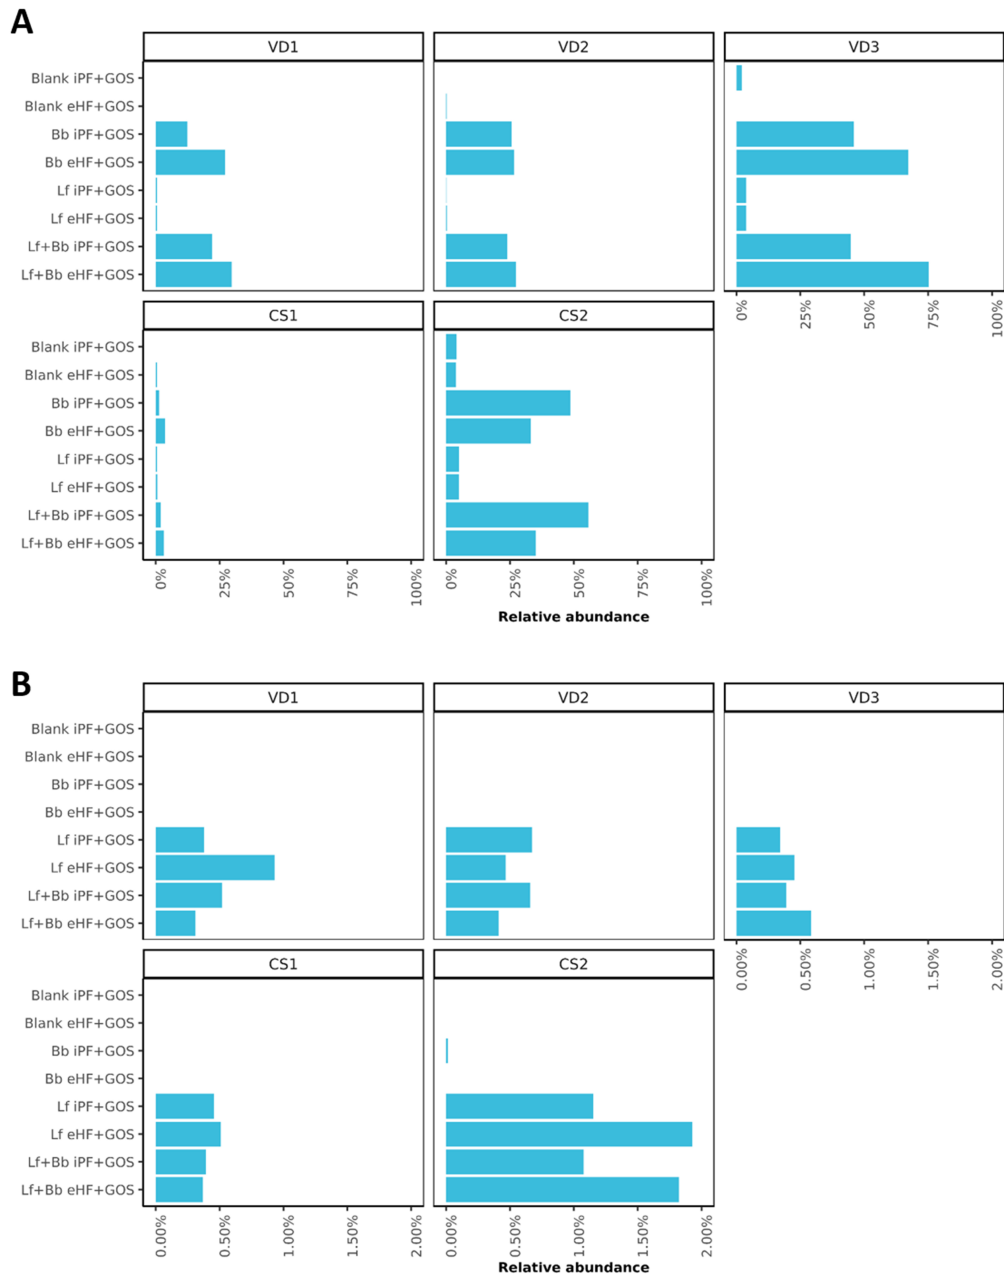 A
VD1 VD2 VD3
Blank iPF+GOS
Blank eHF+GOS
Bb iPF+GOS
Bb eHF+GOS
Lf iPF+GOS
Lf eHF+GOS
Lf+Bb iPF+GOS
Lf+Bb eHF+GOS
0% 25% 50% 75% 100%
CS1 CS2
Blank iPF+GOS
Blank eHF+GOS
Bb iPF+GOS
Bb eHF+GOS
Lf iPF+GOS
Lf eHF+GOS
Lf+Bb iPF+GOS
Lf+Bb eHF+GOS
0% 25% 50% 75% 100% 0% 25% 50% 75% 100%
Relative abundance
B
VD1 VD2 VD3
Blank iPF+GOS
Blank eHF+GOS
Bb iPF+GOS
Bb eHF+GOS
Lf iPF+GOS
Lf eHF+GOS
Lf+Bb iPF+GOS
Lf+Bb eHF+GOS
0.00% 0.50% 1.00% 1.50% 2.00%
CS1 CS2
Blank iPF+GOS
Blank eHF+GOS
Bb iPF+GOS
Bb eHF+GOS
Lf iPF+GOS
Lf eHF+GOS
Lf+Bb iPF+GOS
Lf+Bb eHF+GOS
0.00% 0.50% 1.00% 1.50% 2.00% 0.00% 0.50% 1.00% 1.50% 2.00%
Relative abundance